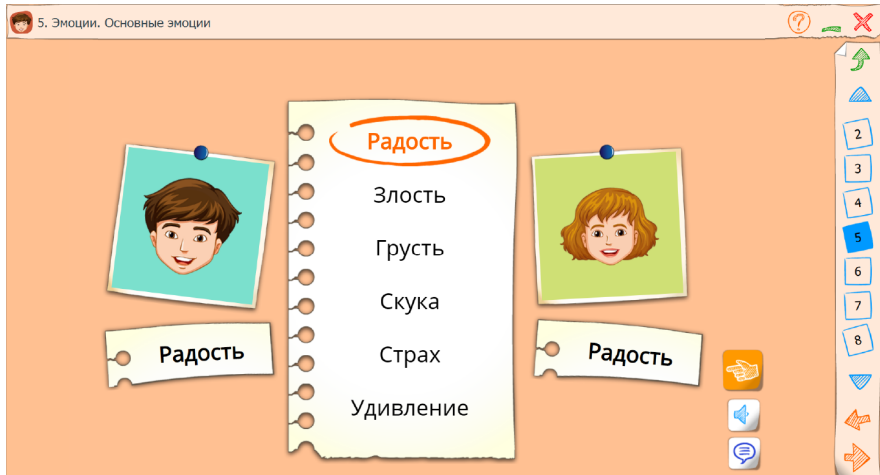 5. Эмоции. Основные эмоции
?
Радость
Злость
Грусть
Скука
Страх
Удивление
Радость
Радость
2
3
4
5
6
7
8